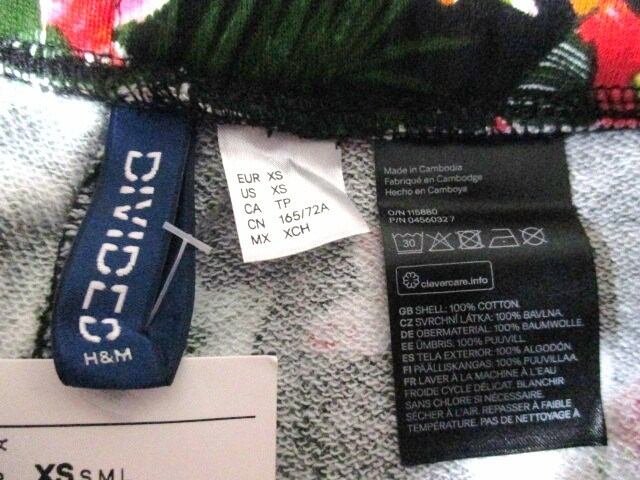 DIVIDED
H&M
EUR XS
US XS
CA TP
CN 165/72A
MX XCH
Made in Cambodia
Fabriqué en Cambodge
Hecho en Camboya
O/N 115880
P/N 04560327
30
clevercare.info
GB SHELL: 100% COTTON.
CZ SVRCHNÍ LÁTKA: 100% BAVLNA.
DE OBERMATERIAL: 100% BAUMWOLLE.
EE ÜMBRIS: 100% PUUVILL.
ES TELA EXTERIOR: 100% ALGODÓN.
FI PÄÄLLISKANGAS: 100% PUUVILLAA.
FR LAVER À LA MACHINE À L'EAU
FROIDE CYCLE DÉLICAT. BLANCHIR
SANS CHLORE SI NÉCESSAIRE.
SÉCHER À L'AIR. REPASSER À FAIBLE
TEMPÉRATURE. PAS DE NETTOYAGE À
XS S M L